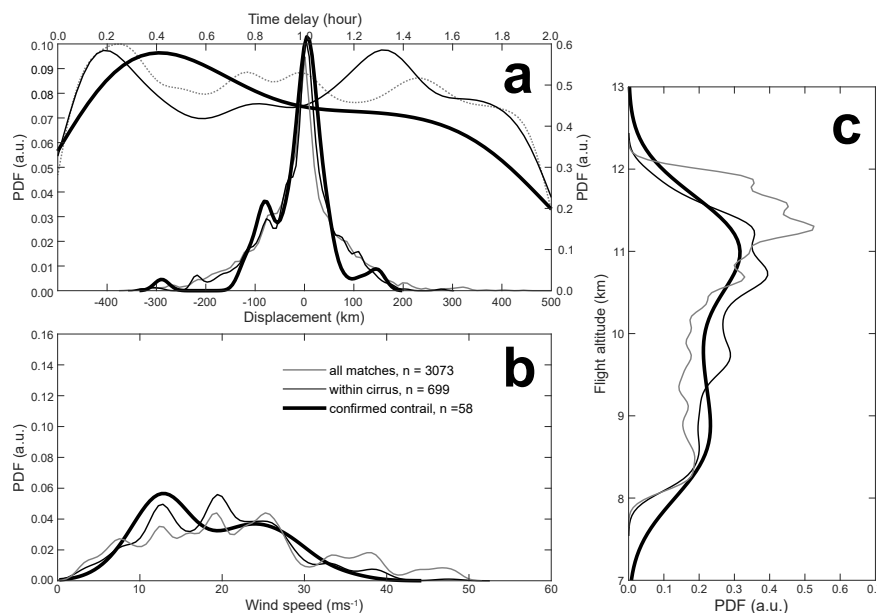 Time delay (hour)
0.0 0.2 0.4 0.6 0.8 1.0 1.2 1.4 1.6 1.8 2.0
a
PDF (a.u.)
0.10
0.09
0.08
0.07
0.06
0.05
0.04
0.03
0.02
0.01
0.00
0.6
0.5
0.4
0.3
0.2
0.1
0.0
PDF (a.u.)
-400 -300 -200 -100 0 100 200 300 400 500
Displacement (km)
b
PDF (a.u.)
0.16
0.14
0.12
0.10
0.08
0.06
0.04
0.02
0.00
all matches, n = 3073
within cirrus, n = 699
confirmed contrail, n =58
0 10 20 30 40 50 60
Wind speed (ms-1)
c
Flight altitude (km)
13
12
11
10
9
8
7
0.0 0.1 0.2 0.3 0.4 0.5 0.6 0.7
PDF (a.u.)